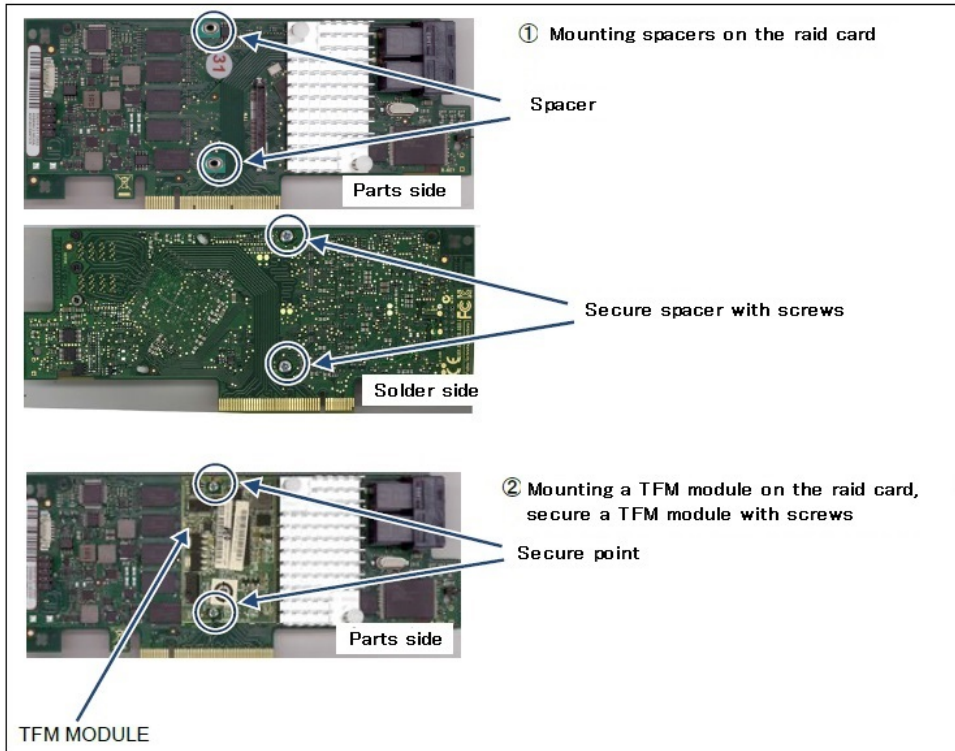 ① Mounting spacers on the raid card
31
Spacer
Parts side
Secure spacer with screws
Solder side
② Mounting a TFM module on the raid card,
secure a TFM module with screws
Secure point
Parts side
TFM MODULE